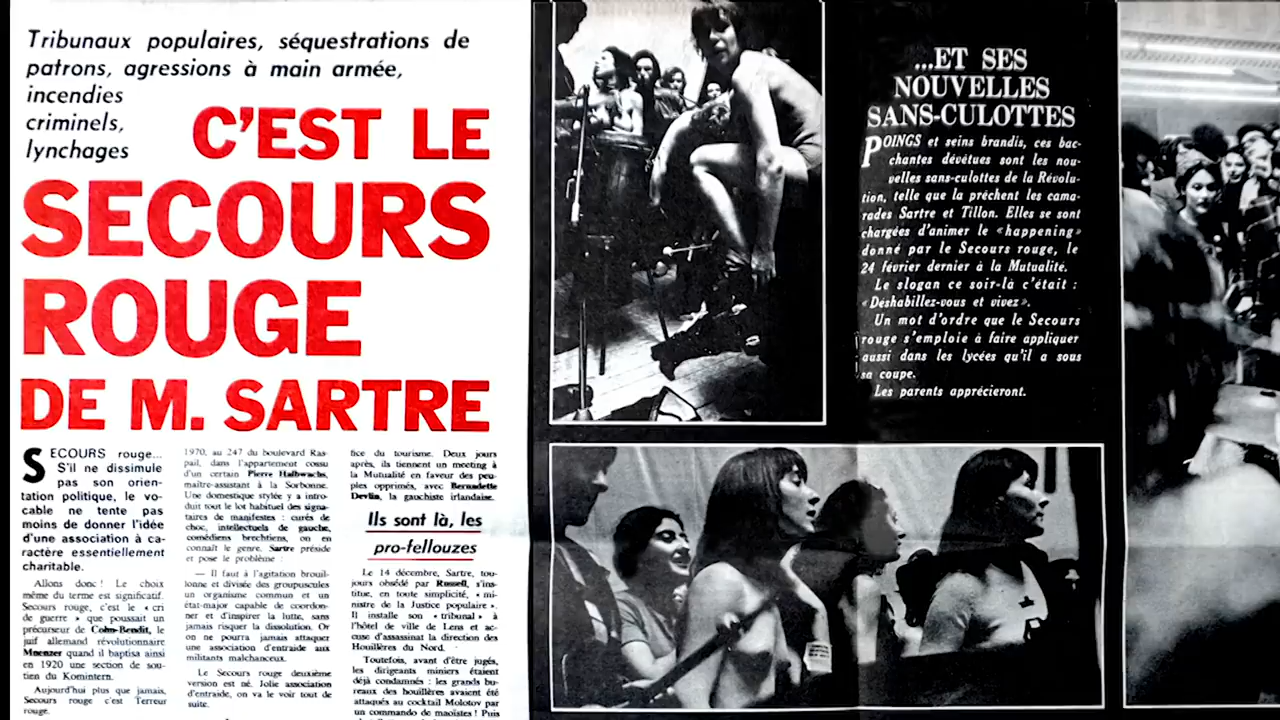 Tribunaux populaires, séquestrations de
patrons, agressions à main armée,
incendies
criminels,
lynchages
C'EST LE
SECOURS
ROUGE
DE M. SARTRE
SECOURS rouge...
S'il ne dissimule
pas son orien-
tation politique, le vo-
cable ne tente pas
moins de donner l'idée
d'une association à ca-
ractère essentiellement
charitable.
Allons donc ! Le choix
même du terme est significatif.
Secours rouge, c'est le « cri
de guerre » que poussait un
précurseur de Cohn-Bendit, le
juif allemand révolutionnaire
Muenzer quand il baptisa ainsi
en 1920 une section de sou-
tien du Komintern.
Aujourd'hui plus que jamais,
Secours rouge c'est Terreur
rouge.
1970, au 247 du boulevard Ras-
pail, dans l'appartement cossu
d'un certain Pierre Halbwachs,
maître-assistant à la Sorbonne.
Une domestique stylée y a intro-
duit tout le lot habituel des signa-
taires de manifestes : curés de
choc, intellectuels de gauche,
comédiens brechtiens, on en
connaît le genre. Sartre préside
et pose le problème :
— Il faut à l'agitation brouil-
lonne et divisée des groupuscules
un organisme commun et un
état-major capable de coordon-
ner et d'inspirer la lutte, sans
jamais risquer la dissolution. Or
on ne pourra jamais attaquer
une association d'entraide aux
militants malchanceux.
Le Secours rouge deuxième
version est né. Jolie association
d'entraide, on va le voir tout de
suite.
fice du tourisme. Deux jours
après, ils tiennent un meeting à
la Mutualité en faveur des peu-
ples opprimés, avec Bernadette
Devlin, la gauchiste irlandaise.
Ils sont là, les
pro-fellouzes
Le 14 décembre, Sartre, tou-
jours obsédé par Russell, s'ins-
titue, en toute simplicité, « mi-
nistre de la Justice populaire ».
Il installe son « tribunal » à
l'hôtel de ville de Lens et ac-
cuse d'assassinat la direction des
Houillères du Nord.
Toutefois, avant d'être jugés,
les dirigeants miniers étaient
déjà condamnés : les grands bu-
reaux des houillères avaient été
attaqués au cocktail Molotov par
un commando de maoïstes ! Puis
...ET SES
NOUVELLES
SANS-CULOTTES
POINGS et seins brandis, ces bac-
chantes dévêtues sont les nou-
velles sans-culottes de la Révolu-
tion, telle que la prêchent les cama-
rades Sartre et Tillon. Elles se sont
chargées d'animer le «happening»
donné par le Secours rouge, le
24 février dernier à la Mutualité.
Le slogan ce soir-là c'était :
«Déshabillez-vous et vivez».
Un mot d'ordre que le Secours
rouge s'emploie à faire appliquer
aussi dans les lycées qu'il a sous
sa coupe.
Les parents apprécieront.